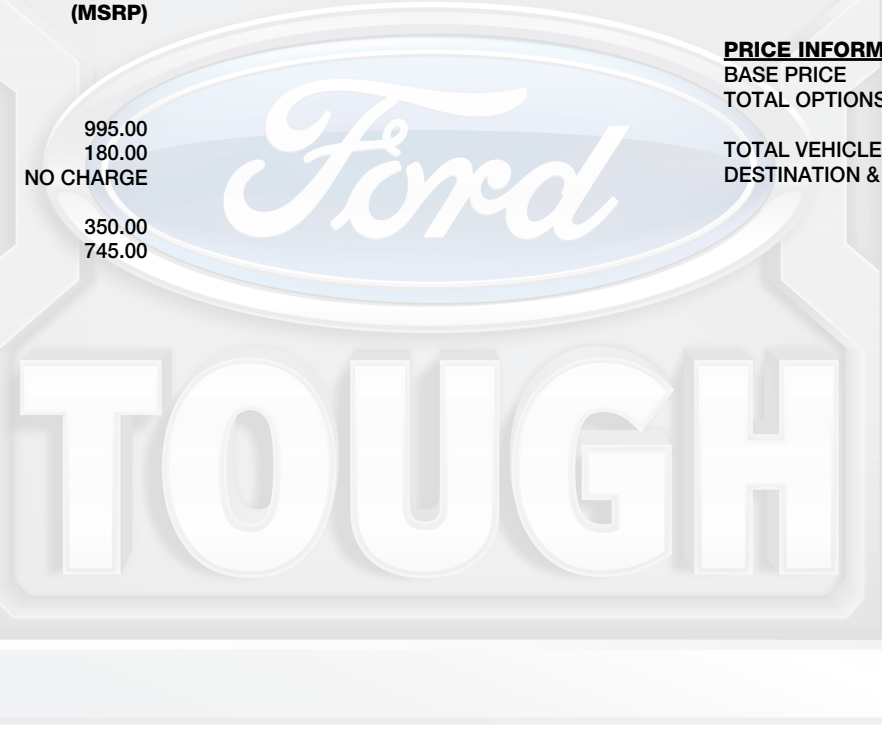 (MSRP)
995.00
180.00
NO CHARGE
350.00
745.00
PRICE INFORM
BASE PRICE
TOTAL OPTIONS
TOTAL VEHICLE
DESTINATION &
Ford
TOUGH